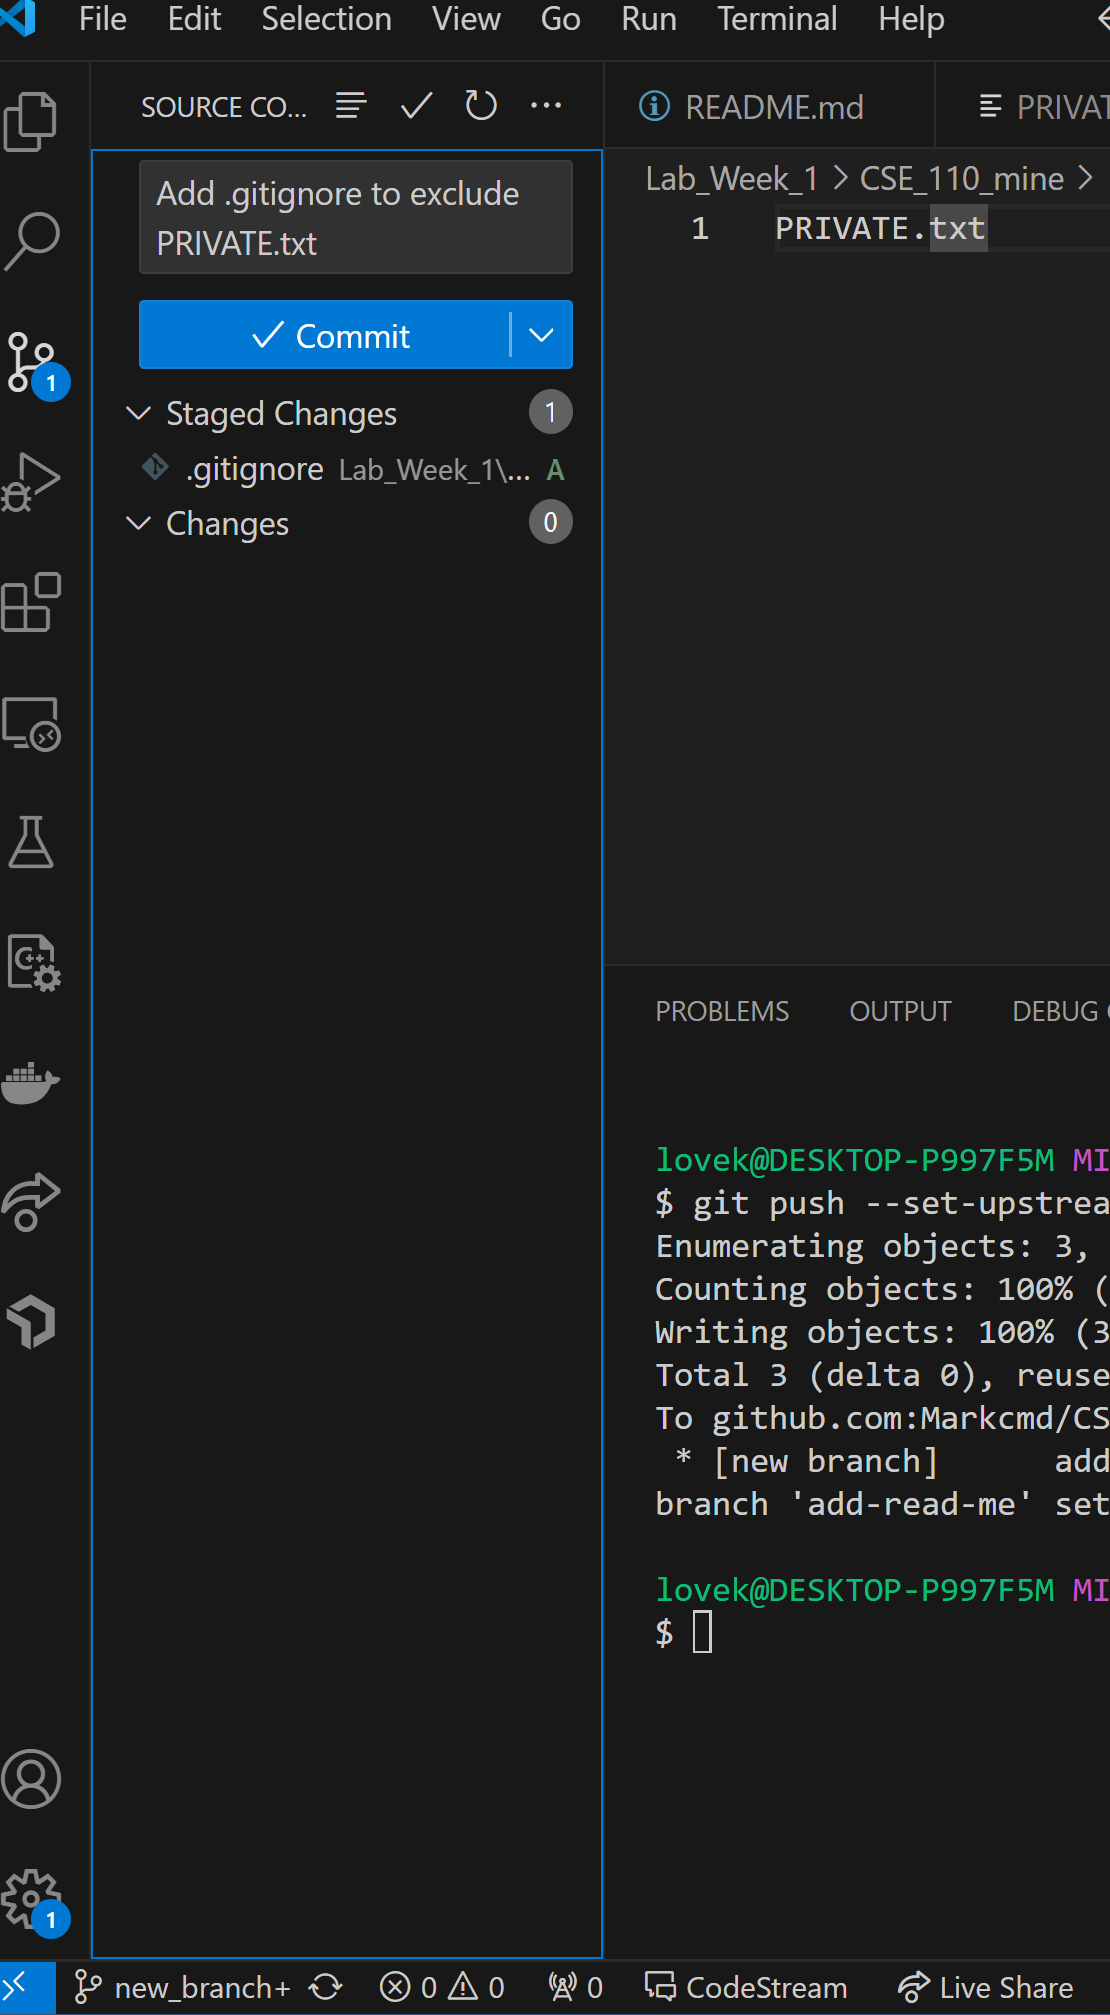 File Edit Selection View Go Run Terminal Help
SOURCE CO...
README.md
PRIVAT
Add .gitignore to exclude
PRIVATE.txt
Commit
Staged Changes 1
.gitignore Lab_Week_1\... A
Changes 0
1
1
Lab_Week_1 > CSE_110_mine >
1 PRIVATE.txt
PROBLEMS OUTPUT DEBUG
lovek@DESKTOP-P997F5M MI
$ git push --set-upstrea
Enumerating objects: 3,
Counting objects: 100% (
Writing objects: 100% (3
Total 3 (delta 0), reuse
To github.com:Markcmd/CS
* [new branch] add
branch 'add-read-me' set
lovek@DESKTOP-P997F5M MI
$
new_branch+ 0 0 0 CodeStream Live Share